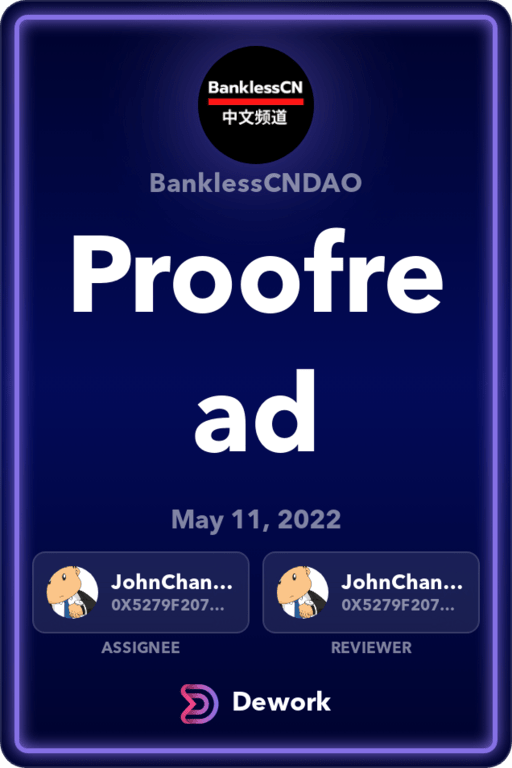 BanklessCN
中文频道
BanklessCNDAO
Proofre
ad
May 11, 2022
JohnChan...
0X5279F207...
ASSIGNEE
JohnChan...
0X5279F207...
REVIEWER
Dework